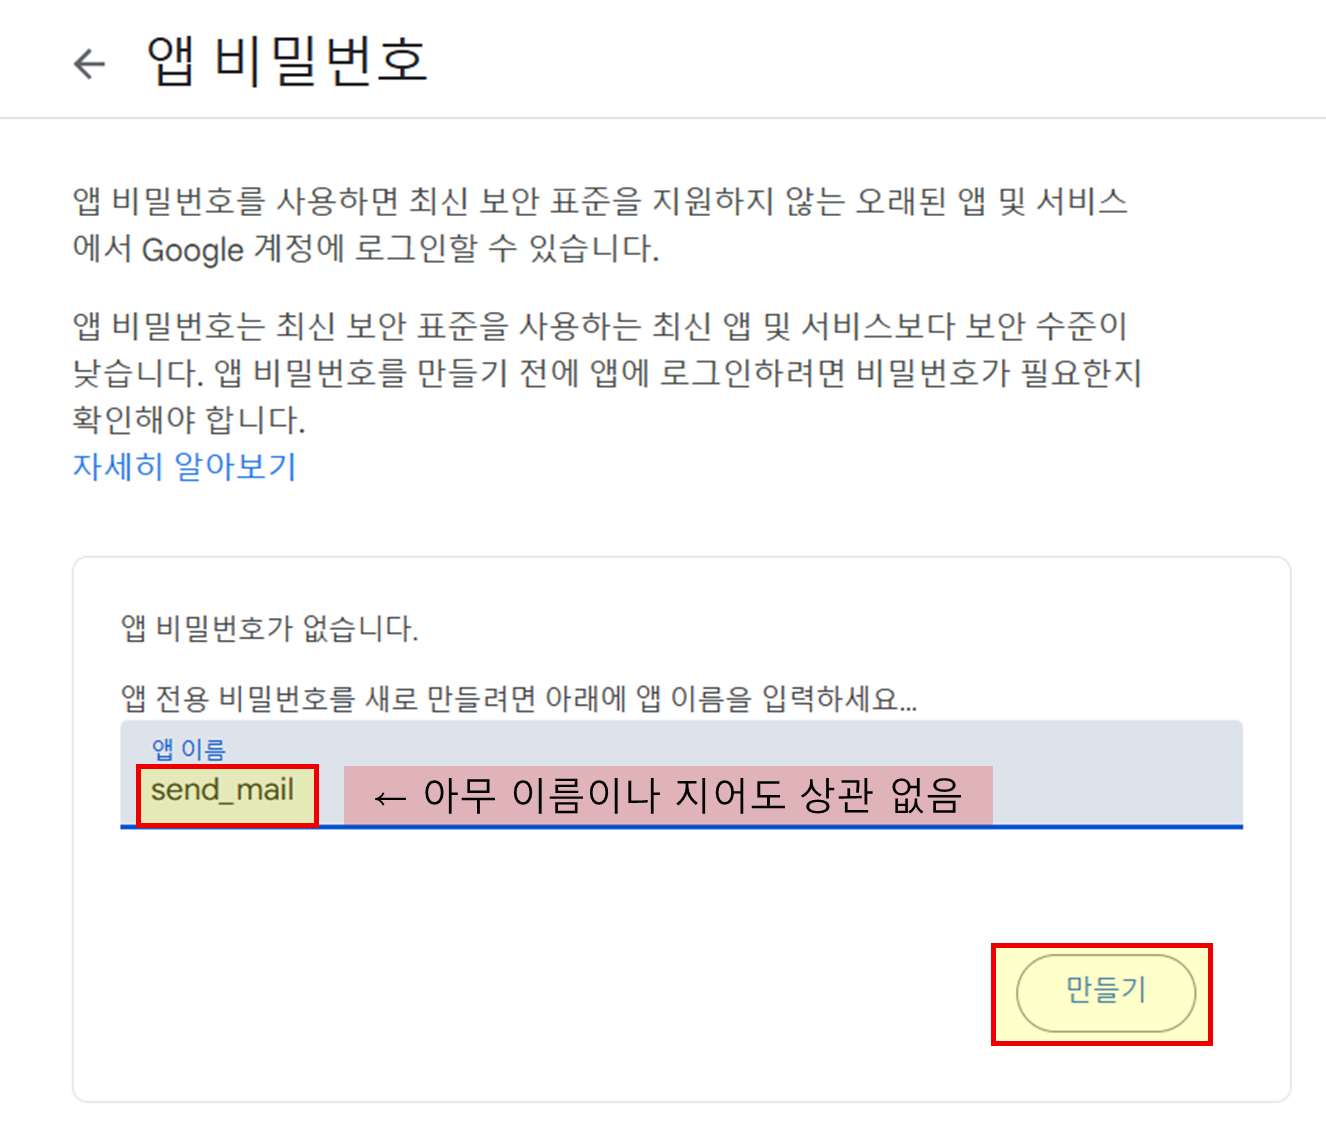 ← 앱 비밀번호
앱 비밀번호를 사용하면 최신 보안 표준을 지원하지 않는 오래된 앱 및 서비스
에서 Google 계정에 로그인할 수 있습니다.
앱 비밀번호는 최신 보안 표준을 사용하는 최신 앱 및 서비스보다 보안 수준이
낮습니다. 앱 비밀번호를 만들기 전에 앱에 로그인하려면 비밀번호가 필요한지
확인해야 합니다.
자세히 알아보기
앱 비밀번호가 없습니다.
앱 전용 비밀번호를 새로 만들려면 아래에 앱 이름을 입력하세요...
앱 이름
send_mail ← 아무 이름이나 지어도 상관 없음
만들기